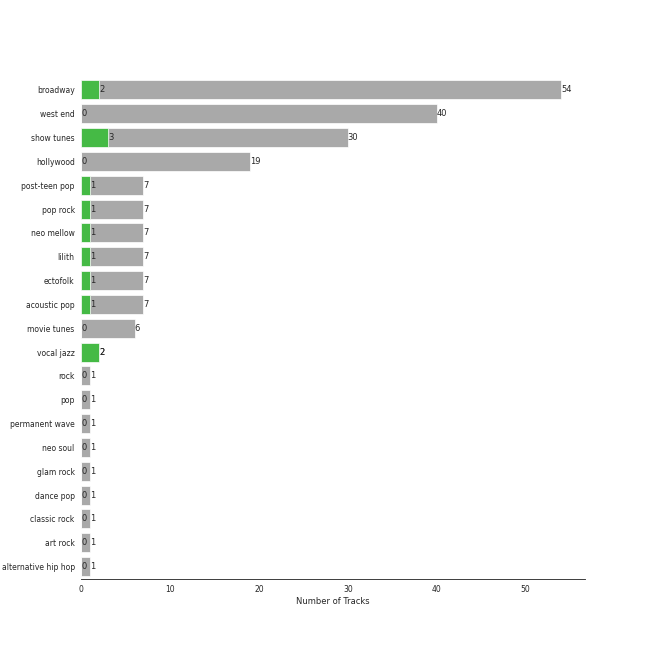 broadway 2 54
west end 0 40
show tunes 3 30
hollywood 0 19
post-teen pop 1 7
pop rock 1 7
neo mellow 1 7
lilith 1 7
ectofolk 1 7
acoustic pop 1 7
movie tunes 0 6
vocal jazz 2
rock 0 1
pop 0 1
permanent wave 0 1
neo soul 0 1
glam rock 0 1
dance pop 0 1
classic rock 0 1
art rock 0 1
alternative hip hop 0 1
0 10 20 30 40 50
Number of Tracks